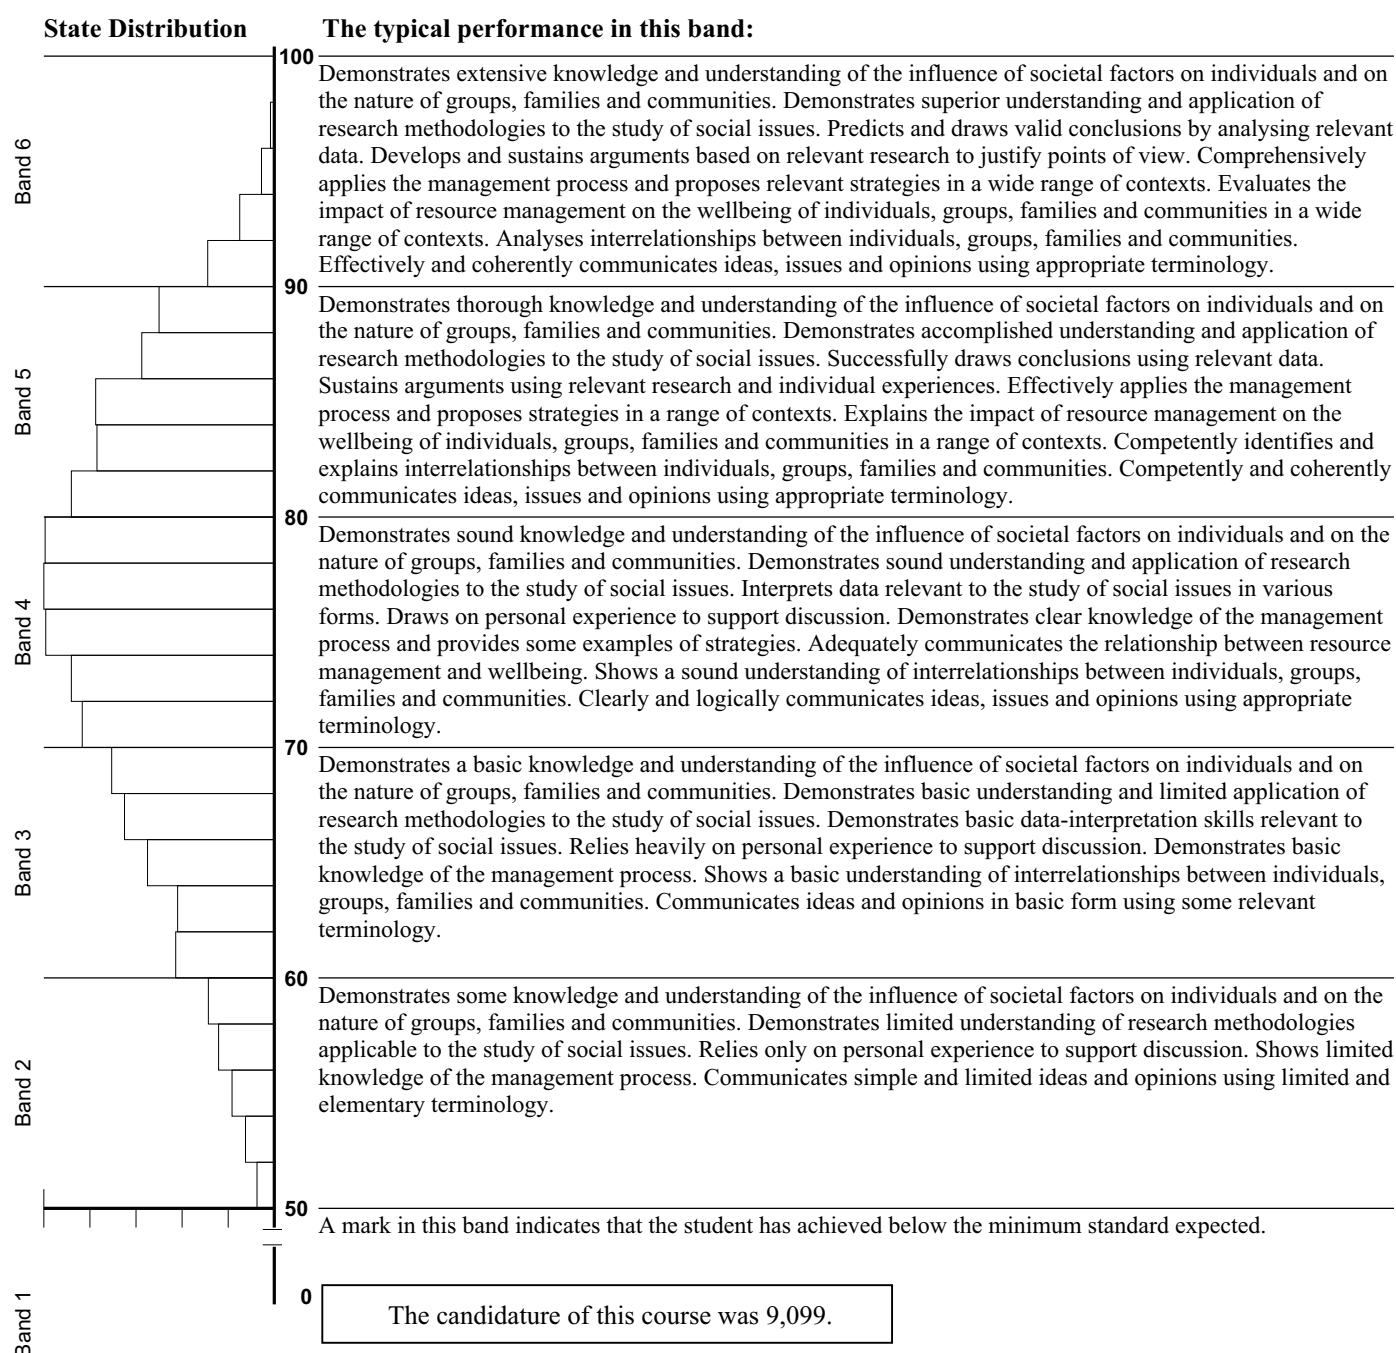 State Distribution
The typical performance in this band:
100
Band 6
Demonstrates extensive knowledge and understanding of the influence of societal factors on individuals and on
the nature of groups, families and communities. Demonstrates superior understanding and application of
research methodologies to the study of social issues. Predicts and draws valid conclusions by analysing relevant
data. Develops and sustains arguments based on relevant research to justify points of view. Comprehensively
applies the management process and proposes relevant strategies in a wide range of contexts. Evaluates the
impact of resource management on the wellbeing of individuals, groups, families and communities in a wide
range of contexts. Analyses interrelationships between individuals, groups, families and communities.
Effectively and coherently communicates ideas, issues and opinions using appropriate terminology.
90
Band 5
Demonstrates thorough knowledge and understanding of the influence of societal factors on individuals and on
the nature of groups, families and communities. Demonstrates accomplished understanding and application of
research methodologies to the study of social issues. Successfully draws conclusions using relevant data.
Sustains arguments using relevant research and individual experiences. Effectively applies the management
process and proposes strategies in a range of contexts. Explains the impact of resource management on the
wellbeing of individuals, groups, families and communities in a range of contexts. Competently identifies and
explains interrelationships between individuals, groups, families and communities. Competently and coherently
communicates ideas, issues and opinions using appropriate terminology.
80
Band 4
Demonstrates sound knowledge and understanding of the influence of societal factors on individuals and on the
nature of groups, families and communities. Demonstrates sound understanding and application of research
methodologies to the study of social issues. Interprets data relevant to the study of social issues in various
forms. Draws on personal experience to support discussion. Demonstrates clear knowledge of the management
process and provides some examples of strategies. Adequately communicates the relationship between resource
management and wellbeing. Shows a sound understanding of interrelationships between individuals, groups,
families and communities. Clearly and logically communicates ideas, issues and opinions using appropriate
terminology.
70
Band 3
Demonstrates a basic knowledge and understanding of the influence of societal factors on individuals and on
the nature of groups, families and communities. Demonstrates basic understanding and limited application of
research methodologies to the study of social issues. Demonstrates basic data-interpretation skills relevant to
the study of social issues. Relies heavily on personal experience to support discussion. Demonstrates basic
knowledge of the management process. Shows a basic understanding of interrelationships between individuals,
groups, families and communities. Communicates ideas and opinions in basic form using some relevant
terminology.
60
Band 2
Demonstrates some knowledge and understanding of the influence of societal factors on individuals and on the
nature of groups, families and communities. Demonstrates limited understanding of research methodologies
applicable to the study of social issues. Relies only on personal experience to support discussion. Shows limited
knowledge of the management process. Communicates simple and limited ideas and opinions using limited and
elementary terminology.
50
A mark in this band indicates that the student has achieved below the minimum standard expected.
0
Band 1
The candidature of this course was 9,099.